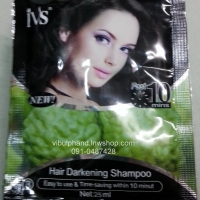 IVS
NEW!
10
mins
vibulphand.lnwshop.com
091-0487428
Hair Darkening Shampoo
Easy to use & Time-saving within 10 minut
Net:25ml